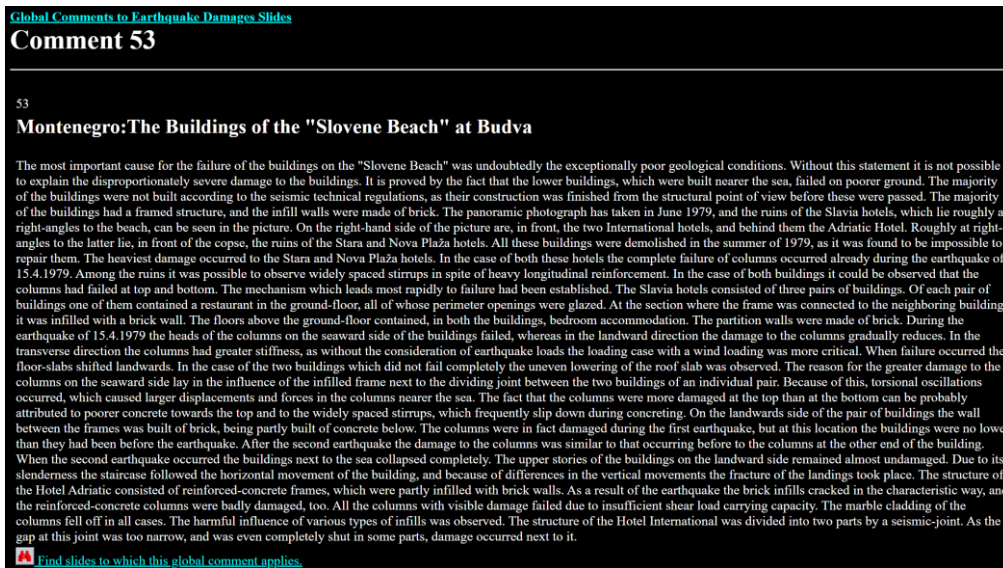 Global Comments to Earthquake Damages Slides
Comment 53
53
Montenegro:The Buildings of the "Slovene Beach" at Budva
The most important cause for the failure of the buildings on the "Slovene Beach" was undoubtedly the exceptionally poor geological conditions. Without this statement it is not possible
to explain the disproportionately severe damage to the buildings. It is proved by the fact that the lower buildings, which were built nearer the sea, failed on poorer ground. The majority
of the buildings were not built according to the seismic technical regulations, as their construction was finished from the structural point of view before these were passed. The majority
of the buildings had a framed structure, and the infill walls were made of brick. The panoramic photograph has taken in June 1979, and the ruins of the Slavia hotels, which lie roughly a
right-angles to the beach, can be seen in the picture. On the right-hand side of the picture are, in front, the two International hotels, and behind them the Adriatic Hotel. Roughly at right-
angles to the latter lie, in front of the copse, the ruins of the Stara and Nova Plaža hotels. All these buildings were demolished in the summer of 1979, as it was found to be impossible to
repair them. The heaviest damage occurred to the Stara and Nova Plaža hotels. In the case of both these hotels the complete failure of columns occurred already during the earthquake of
15.4.1979. Among the ruins it was possible to observe widely spaced stirrups in spite of heavy longitudinal reinforcement. In the case of both buildings it could be observed that the
columns had failed at top and bottom. The mechanism which leads most rapidly to failure had been established. The Slavia hotels consisted of three pairs of buildings. Of each pair of
buildings one of them contained a restaurant in the ground-floor, all of whose perimeter openings were glazed. At the section where the frame was connected to the neighboring building
it was infilled with a brick wall. The floors above the ground-floor contained, in both the buildings, bedroom accommodation. The partition walls were made of brick. During the
earthquake of 15.4.1979 the heads of the columns on the seaward side of the buildings failed, whereas in the landward direction the damage to the columns gradually reduces. In the
transverse direction the columns had greater stiffness, as without the consideration of earthquake loads the loading case with a wind loading was more critical. When failure occurred the
floor-slabs shifted landwards. In the case of the two buildings which did not fail completely the uneven lowering of the roof slab was observed. The reason for the greater damage to the
columns on the seaward side lay in the influence of the infilled frame next to the dividing joint between the two buildings of an individual pair. Because of this, torsional oscillations
occurred, which caused larger displacements and forces in the columns nearer the sea. The fact that the columns were more damaged at the top than at the bottom can be probably
attributed to poorer concrete towards the top and to the widely spaced stirrups, which frequently slip down during concreting. On the landwards side of the pair of buildings the wall
between the frames was built of brick, being partly built of concrete below. The columns were in fact damaged during the first earthquake, but at this location the buildings were no lowe
than they had been before the earthquake. After the second earthquake the damage to the columns was similar to that occurring before to the columns at the other end of the building.
When the second earthquake occurred the buildings next to the sea collapsed completely. The upper stories of the buildings on the landward side remained almost undamaged. Due to its
slenderness the staircase followed the horizontal movement of the building, and because of differences in the vertical movements the fracture of the landings took place. The structure of
the Hotel Adriatic consisted of reinforced-concrete frames, which were partly infilled with brick walls. As a result of the earthquake the brick infills cracked in the characteristic way, an
the reinforced-concrete columns were badly damaged, too. All the columns with visible damage failed due to insufficient shear load carrying capacity. The marble cladding of the
columns fell off in all cases. The harmful influence of various types of infills was observed. The structure of the Hotel International was divided into two parts by a seismic-joint. As the
gap at this joint was too narrow, and was even completely shut in some parts, damage occurred next to it.
Find slides to which this global comment applies.